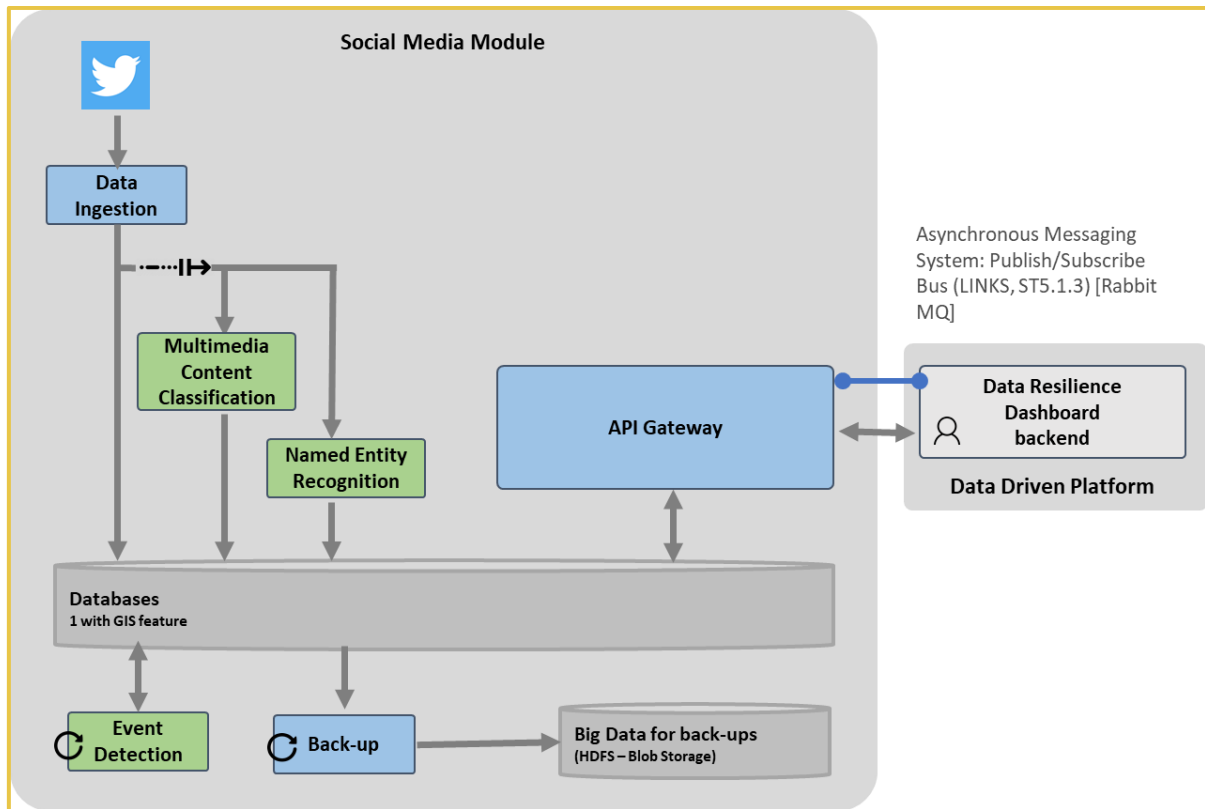 Social Media Module
Data
Ingestion
Multimedia
Content
Classification
Named Entity
Recognition
API Gateway
Asynchronous Messaging
System: Publish/Subscribe
Bus (LINKS, ST5.1.3) [Rabbit
MQ]
Data Resilience
Dashboard
backend
Data Driven Platform
Databases
1 with GIS feature
Event
Detection
Back-up
Big Data for back-ups
(HDFS – Blob Storage)